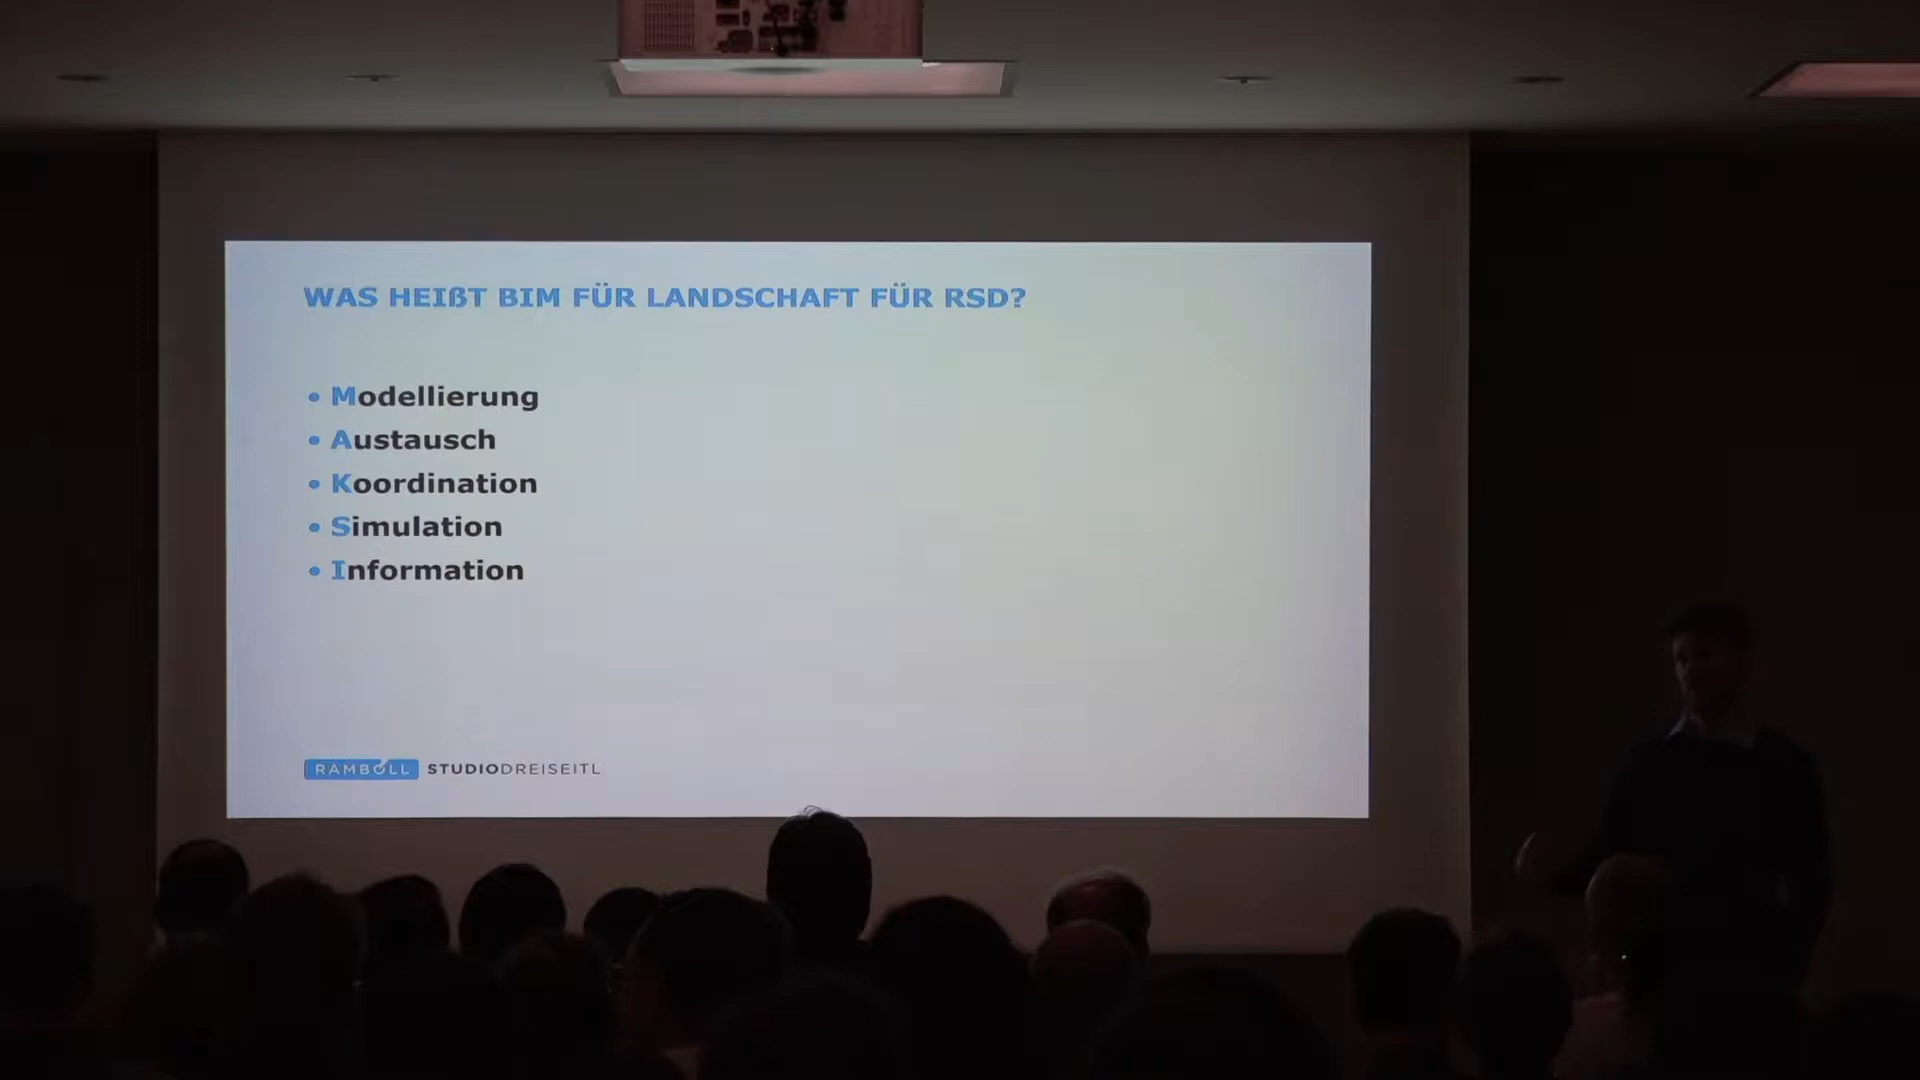 WAS HEIẞT BIM FÜR LANDSCHAFT FÜR RSD?
• Modellierung
• Austausch
• Koordination
• Simulation
• Information
RAMBOLL STUDIODREISEITL